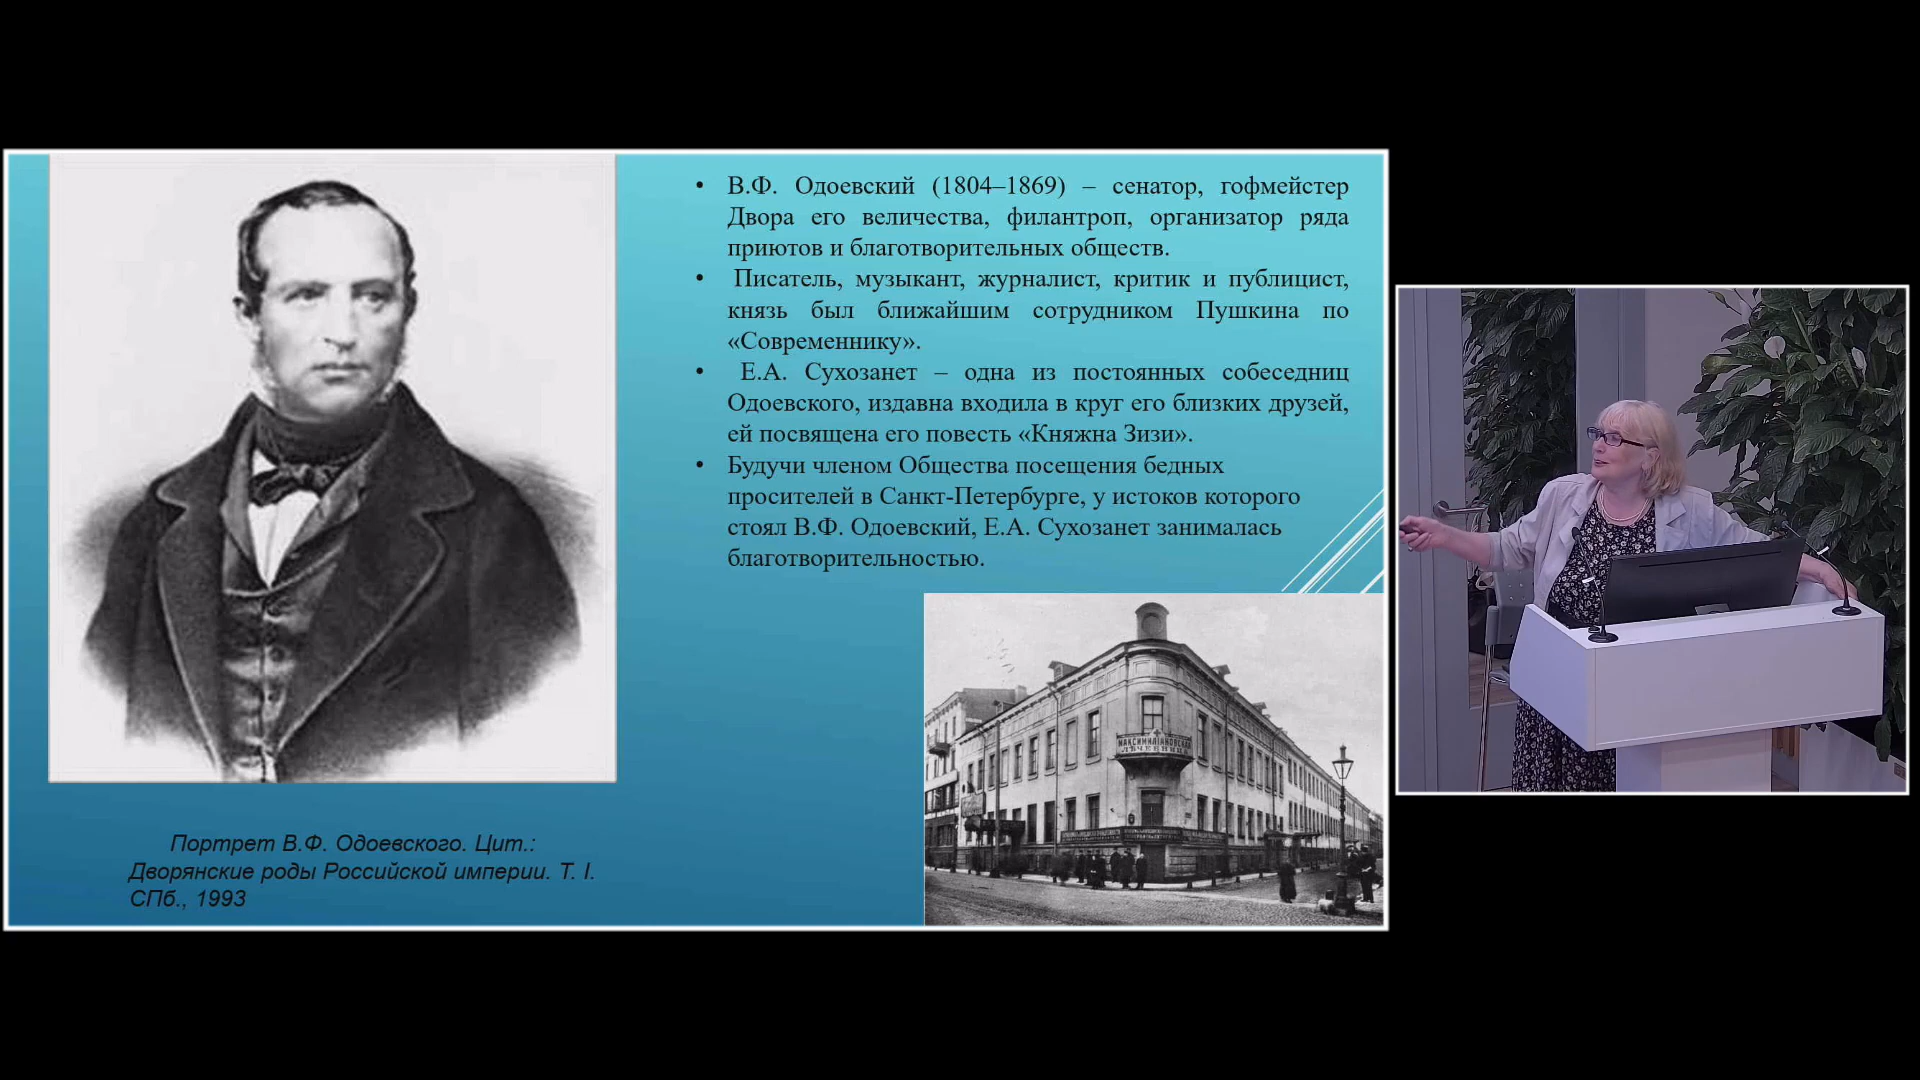 • В.Ф. Одоевский (1804–1869) – сенатор, гофмейстер
Двора его величества, филантроп, организатор ряда
приютов и благотворительных обществ.
• Писатель, музыкант, журналист, критик и публицист,
князь был ближайшим сотрудником Пушкина по
«Современнику».
• Е.А. Сухозанет – одна из постоянных собеседниц
Одоевского, издавна входила в круг его близких друзей,
ей посвящена его повесть «Княжна Зизи».
• Будучи членом Общества посещения бедных
просителей в Санкт-Петербурге, у истоков которого
стоял В.Ф. Одоевский, Е.А. Сухозанет занималась
благотворительностью.
МАКСИМИЛІАНОВСКАЯ
ЛѢЧЕБНИЦА
Портрет В.Ф. Одоевского. Цит.:
Дворянские роды Российской империи. Т. I.
СПб., 1993